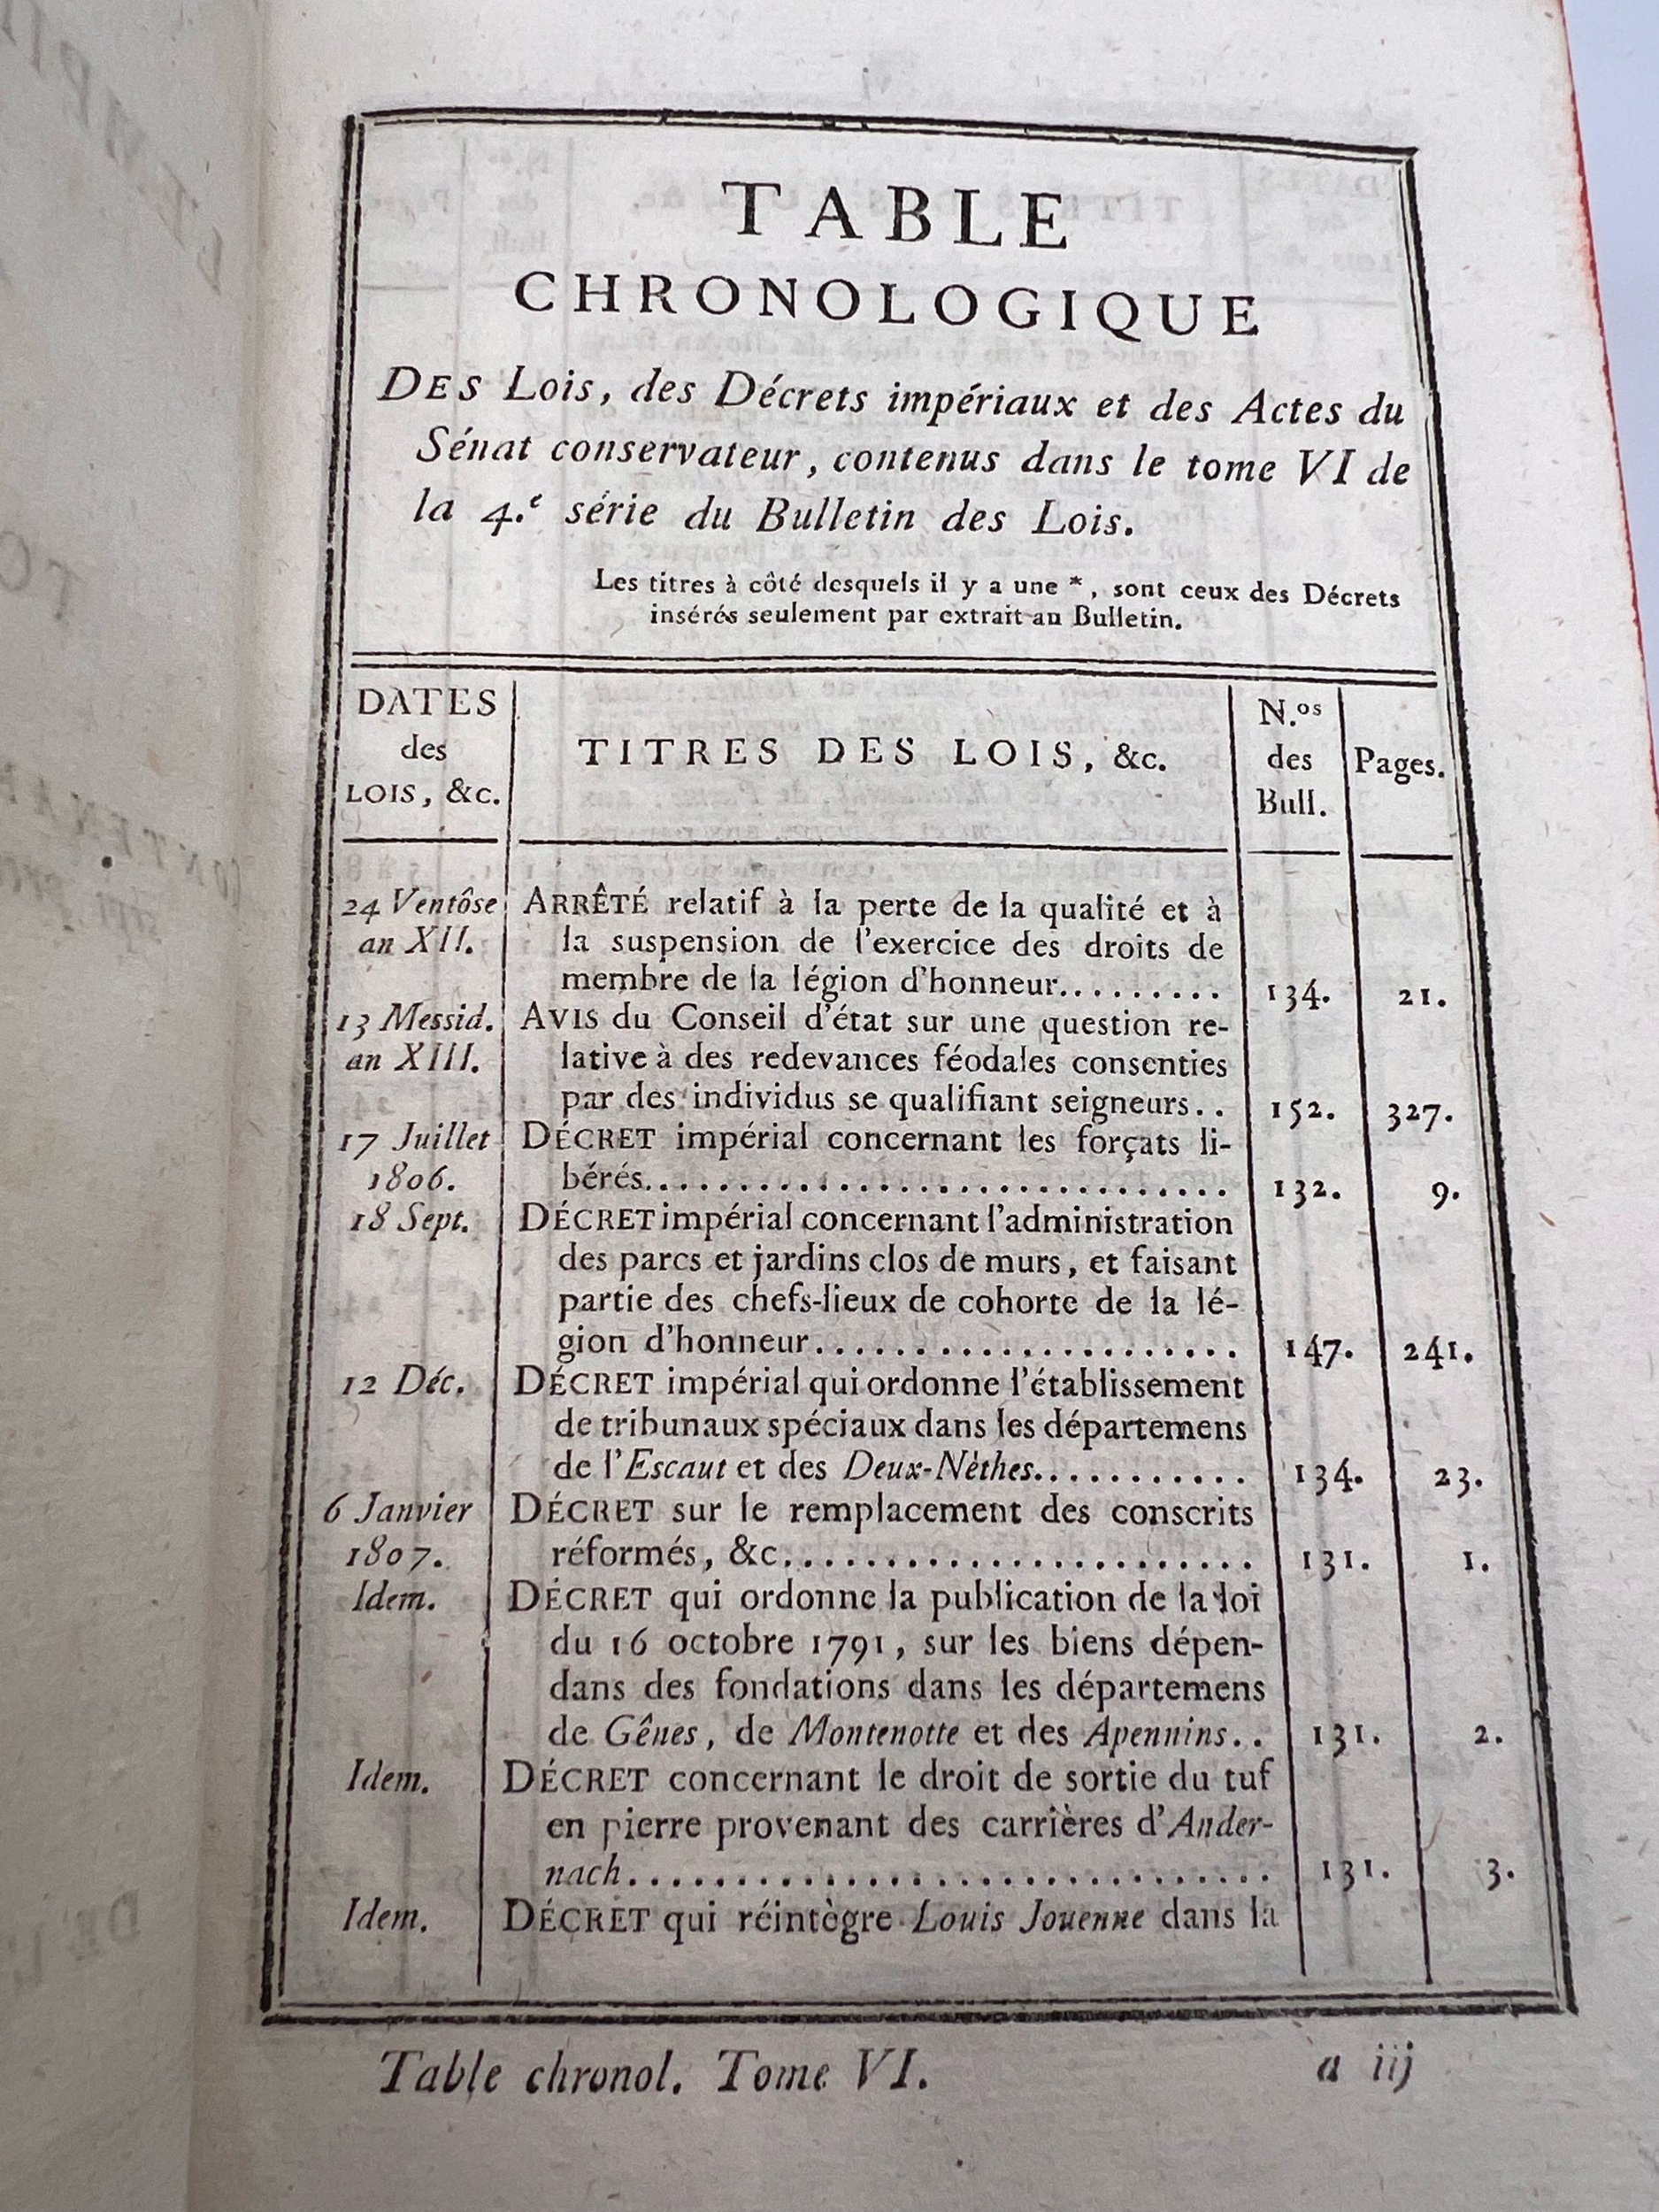 TABLE
CHRONOLOGIQUE
DES Lois, des Décrets impériaux et des Actes du
Sénat conservateur, contenus dans le tome VI de
la 4.e série du Bulletin des Lois.
Les titres à côté desquels il y a une *, sont ceux des Décrets
insérés seulement par extrait au Bulletin.
DATES
des
LOIS, &c.
TITRES DES LOIS, &c.
N.os
des
Bull.
Pages.
24 Ventôse ARRÊTÉ relatif à la perte de la qualité et à
an XII. la suspension de l'exercice des droits de
membre de la légion d'honneur......... 134. 21.
13 Messid. AVIS du Conseil d'état sur une question re-
an XIII. lative à des redevances féodales consenties
par des individus se qualifiant seigneurs.. 152. 327.
17 Juillet DÉCRET impérial concernant les forçats li-
1806. bérés.............................. 132. 9.
18 Sept. DÉCRET impérial concernant l'administration
des parcs et jardins clos de murs, et faisant
partie des chefs-lieux de cohorte de la lé-
gion d'honneur...................... 147. 241.
12 Déc. DÉCRET impérial qui ordonne l'établissement
de tribunaux spéciaux dans les départemens
de l'Escaut et des Deux-Nèthes........... 134. 23.
6 Janvier DÉCRET sur le remplacement des conscrits
1807. réformés, &c........................ 131. 1.
Idem. DÉCRET qui ordonne la publication de la loi
du 16 octobre 1791, sur les biens dépen-
dans des fondations dans les départemens
de Gênes, de Montenotte et des Apennins.. 131. 2.
Idem. DÉCRET concernant le droit de sortie du tuf
en pierre provenant des carrières d'Ander-
nach............................... 131. 3.
Idem. DÉCRET qui réintègre Louis Jouenne dans la
Table chronol. Tome VI. a iij